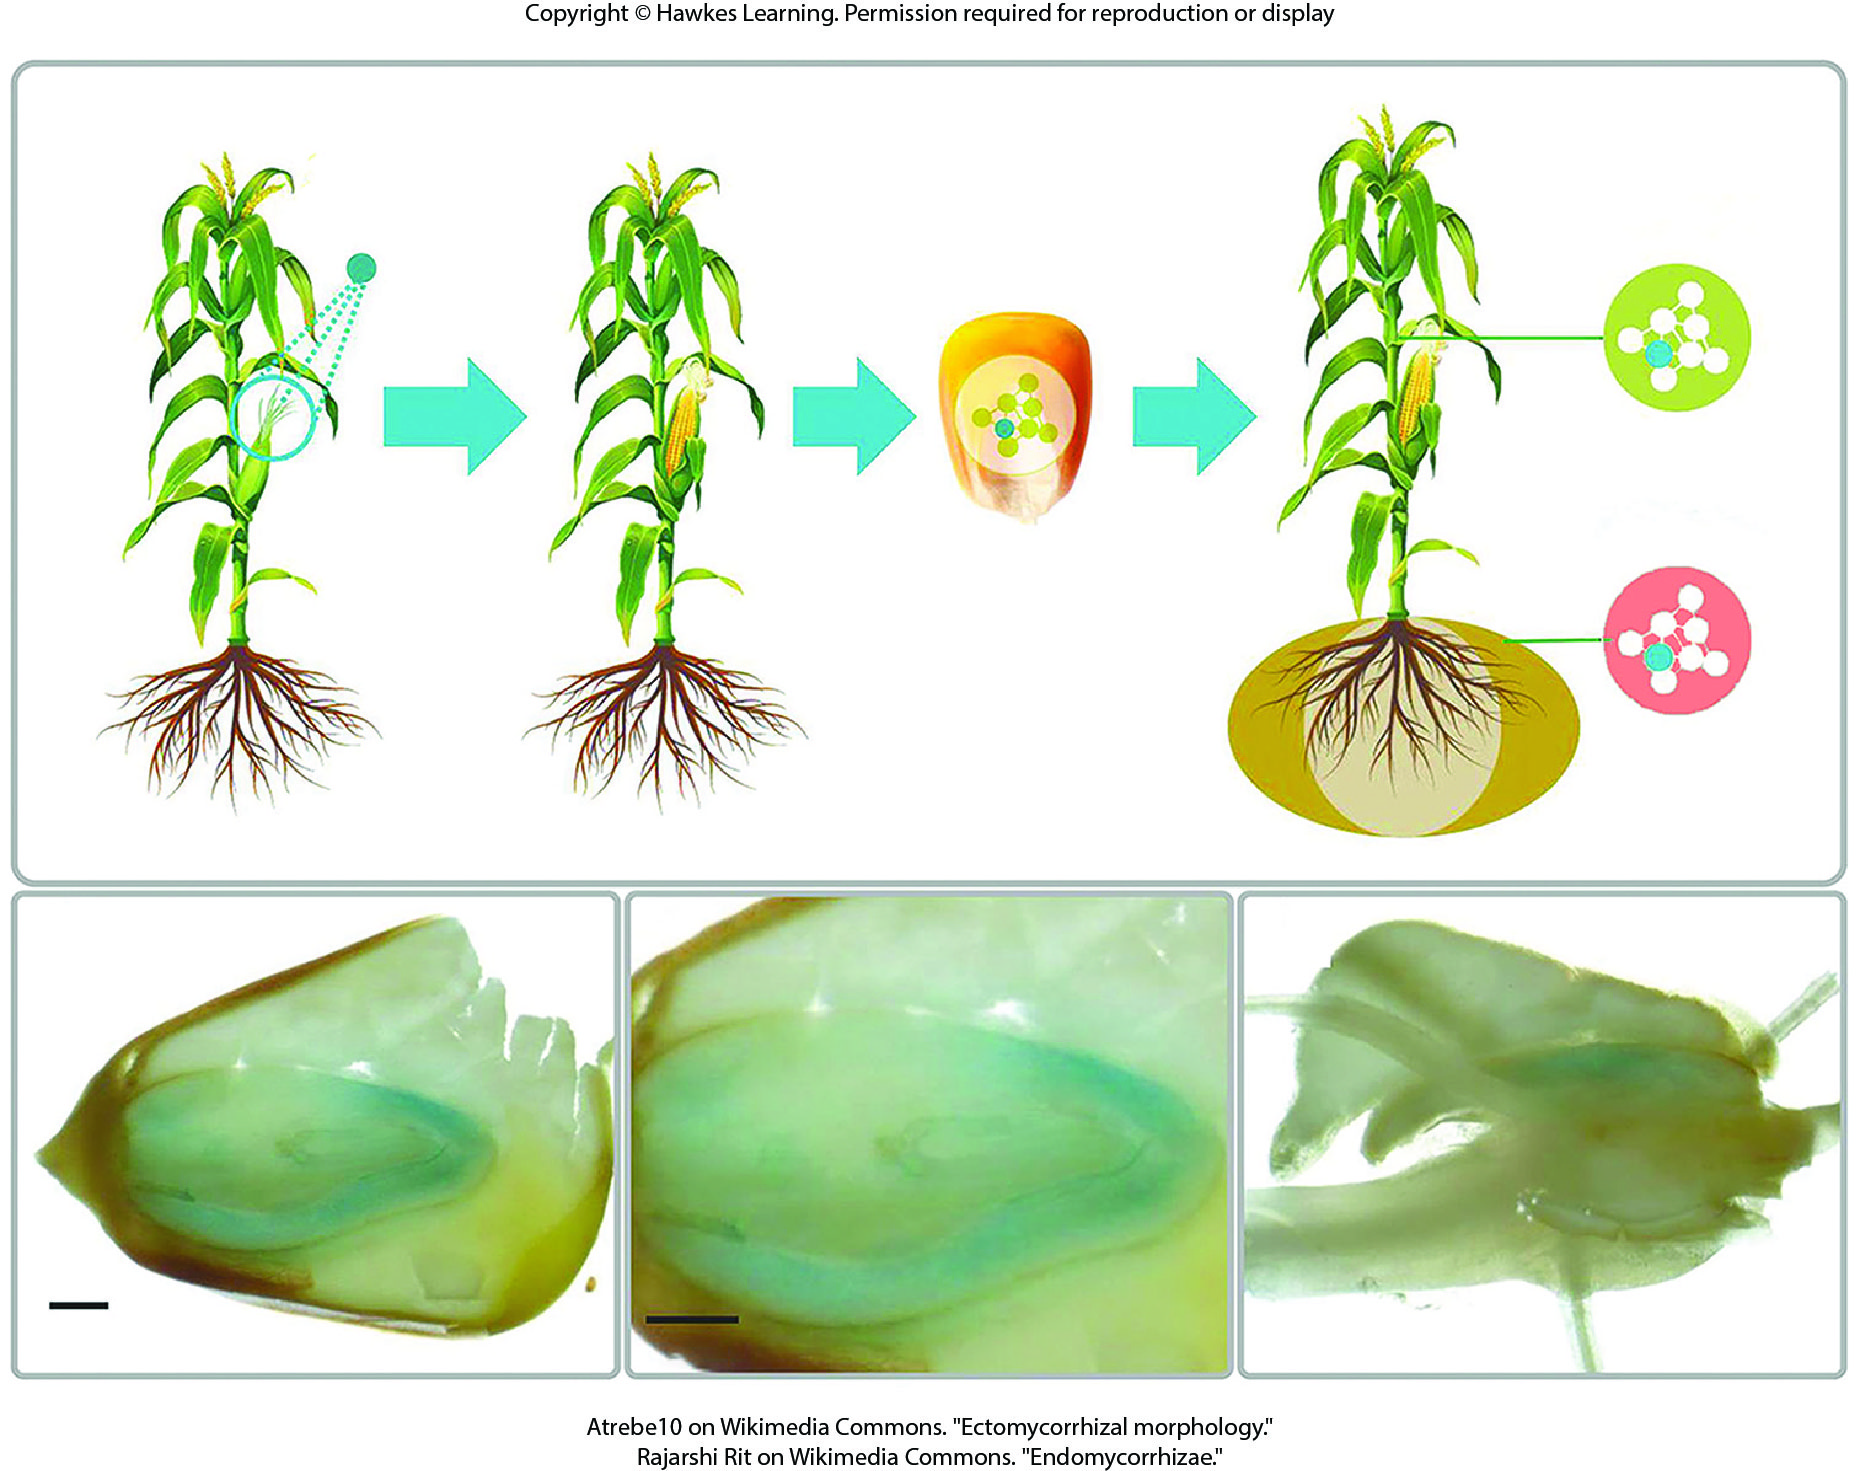 Copyright © Hawkes Learning. Permission required for reproduction or display
Atrebe10 on Wikimedia Commons. "Ectomycorrhizal morphology."
Rajarshi Rit on Wikimedia Commons. "Endomycorrhizae."